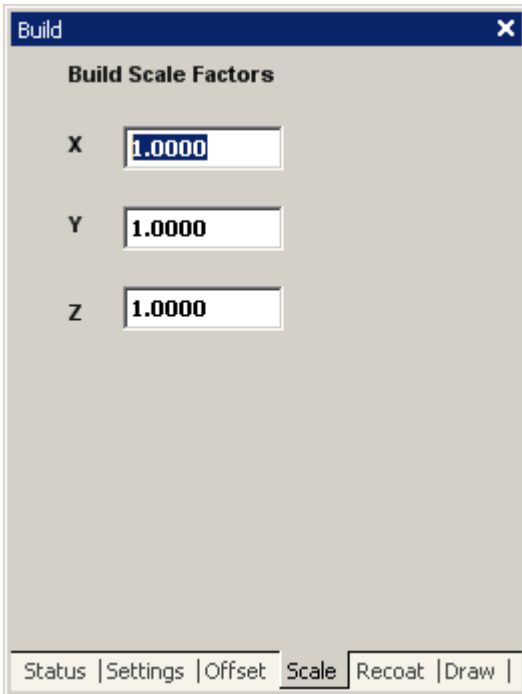 Build
Build Scale Factors
X 1.0000
Y 1.0000
Z 1.0000
Status | Settings | Offset Scale Recoat | Draw |